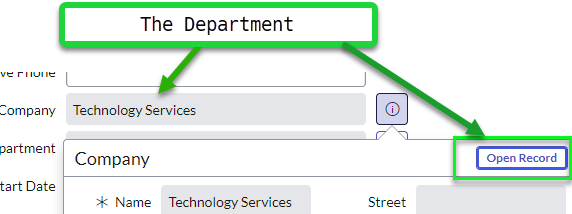 The Department
ve Phone
Company Technology Services
partment
Company Open Record
tart Date
Name Technology Services Street